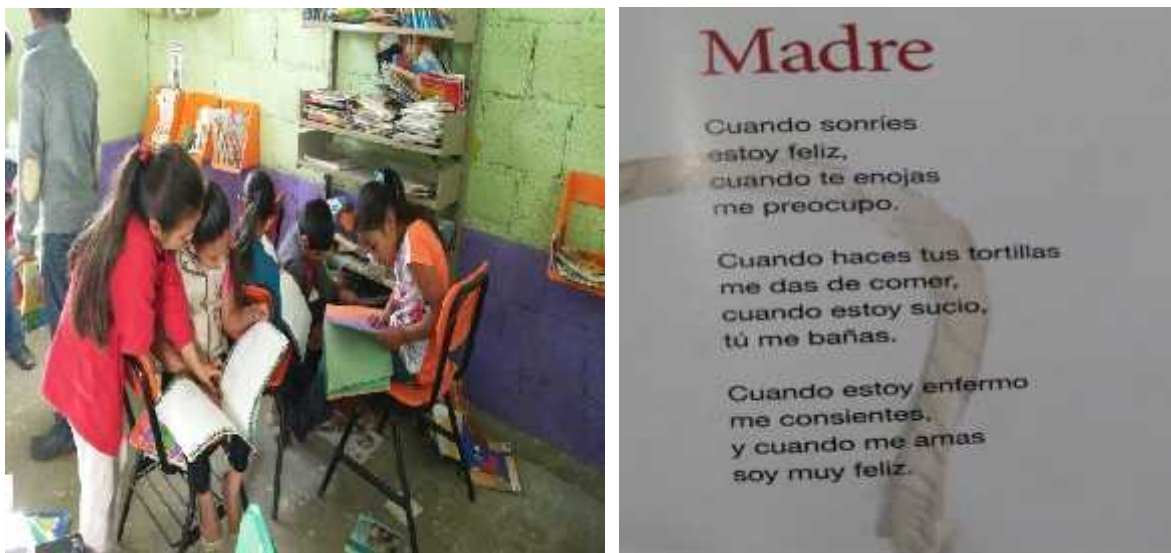 Madre
Cuando sonríes
estoy feliz,
cuando te enojas
me preocupo.
Cuando haces tus tortillas
me das de comer,
cuando estoy sucio,
tú me bañas.
Cuando estoy enfermo
me consientes,
y cuando me amas
soy muy feliz.